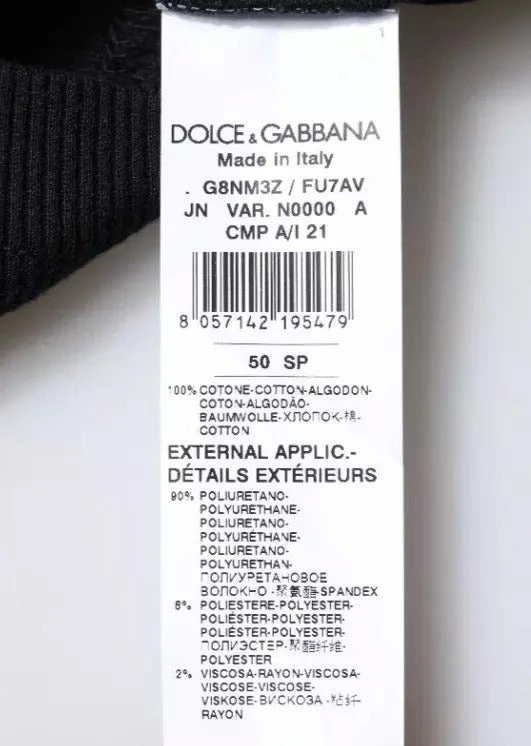 1
DOLCE & GABBANA
Made in Italy
. G8NM3Z / FU7AV
JN VAR. N0000 A
CMP A/I 21
8 057142 195479
50 SP
100% COTONE-COTTON-ALGODON-
COTON-ALGODÃO-
BAUMWOLLE-ХЛОПОК-棉-
COTTON
EXTERNAL APPLIC.-
DÉTAILS EXTÉRIEURS
90% POLIURETANO-
POLYURETHANE-
POLIURETANO-
POLYURÉTHANE-
POLIURETANO-
POLYURETHAN-
ПОЛИУРЕТАНОВОЕ
ВОЛОКНО-聚氨酯-SPANDEX
8% POLIESTERE-POLYESTER-
POLIÉSTER-POLYESTER-
POLIÉSTER-POLYESTER-
ПОЛИЭСТЕР-聚酯纤维-
POLYESTER
2% VISCOSA-RAYON-VISCOSA-
VISCOSE-VISCOSE-
VISKOSE-ВИСКОЗА-粘纤-
RAYON